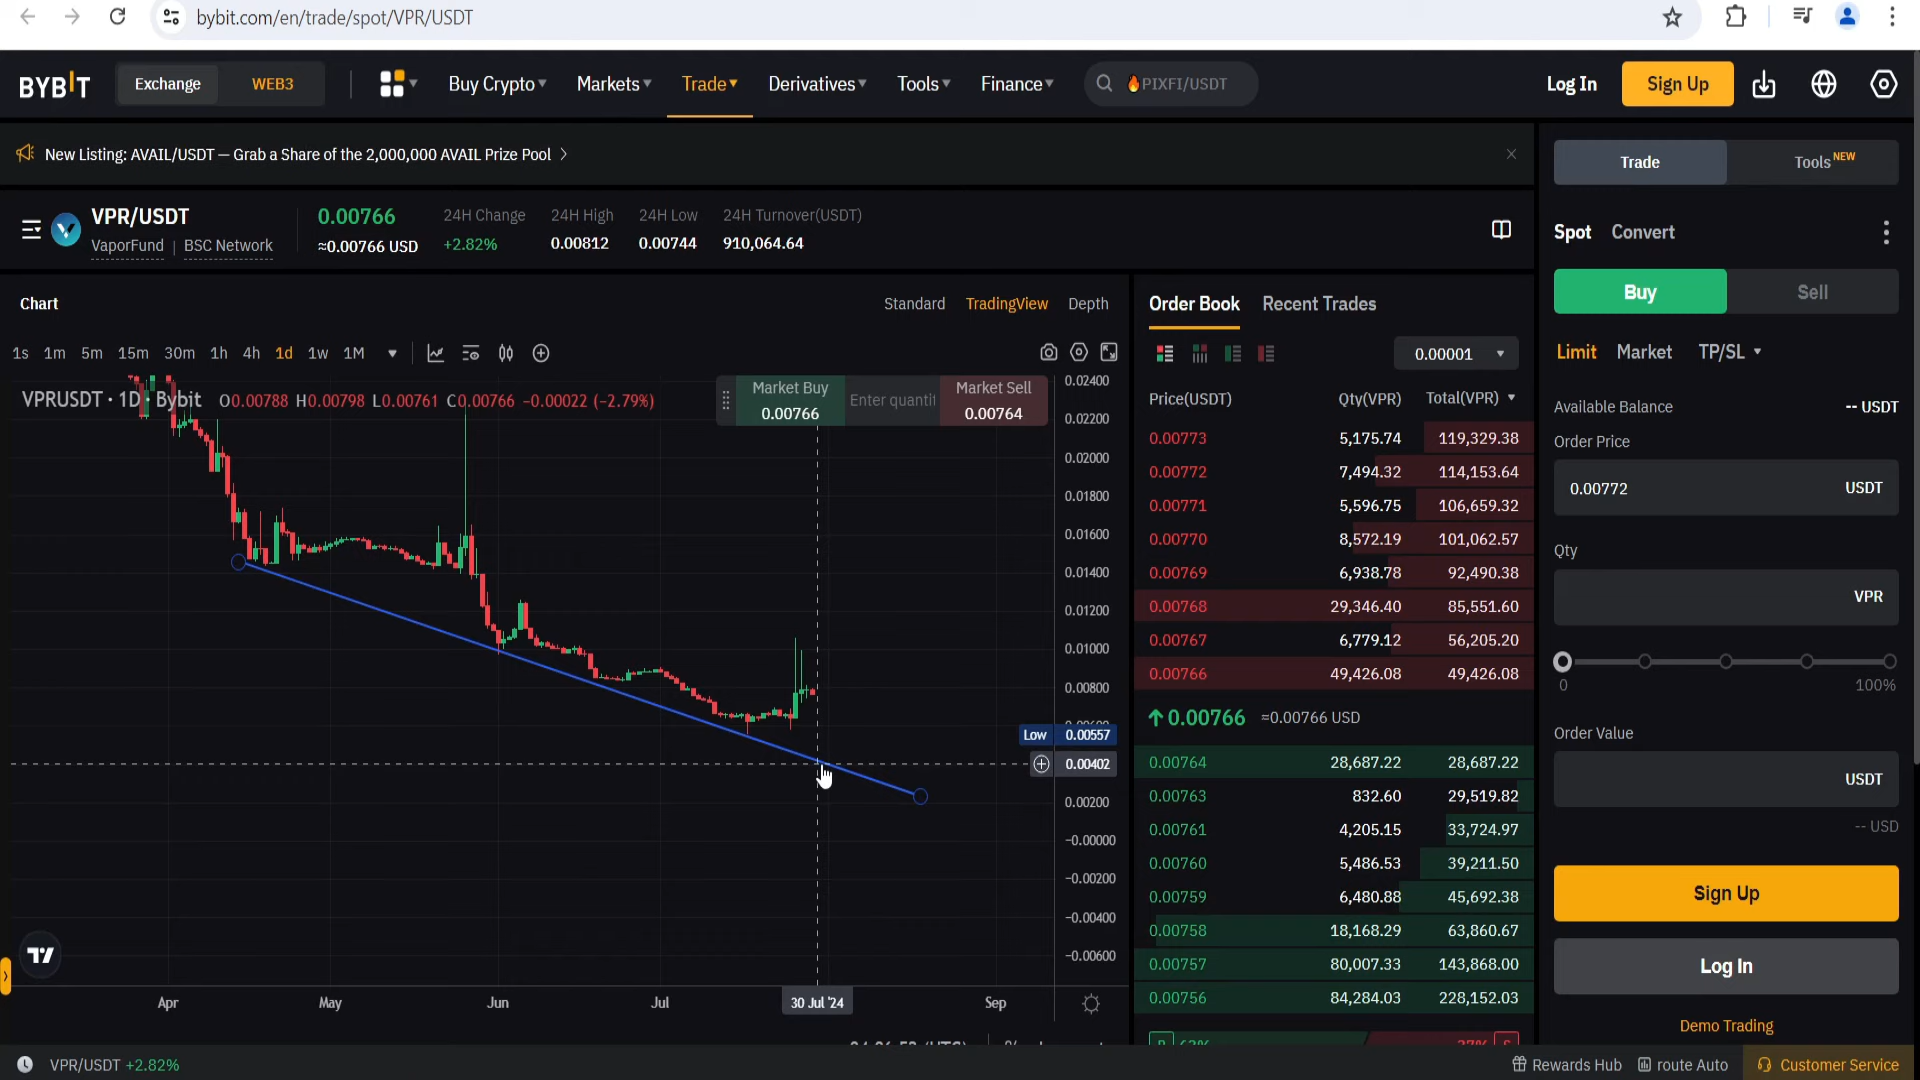 bybit.com/en/trade/spot/VPR/USDT
BYBIT Exchange WEB3 Buy Crypto Markets Trade Derivatives Tools Finance 🔥PIXFI/USDT Log In Sign Up
New Listing: AVAIL/USDT — Grab a Share of the 2,000,000 AVAIL Prize Pool
VPR/USDT
VaporFund | BSC Network
0.00766
≈0.00766 USD
24H Change
+2.82%
24H High
0.00812
24H Low
0.00744
24H Turnover(USDT)
910,064.64
Chart
Standard TradingView Depth
1s 1m 5m 15m 30m 1h 4h 1d 1w 1M
VPRUSDT · 1D · Bybit O0.00788 H0.00798 L0.00761 C0.00766 −0.00022 (−2.79%)
Market Buy
0.00766
Enter quantit
Market Sell
0.00764
0.02400
0.02200
0.02000
0.01800
0.01600
0.01400
0.01200
0.01000
0.00800
Low 0.00557
0.00402
0.00200
−0.00000
−0.00200
−0.00400
−0.00600
Apr May Jun Jul 30 Jul '24 Sep
Order Book Recent Trades
0.00001
Price(USDT) Qty(VPR) Total(VPR)
0.00773 5,175.74 119,329.38
0.00772 7,494.32 114,153.64
0.00771 5,596.75 106,659.32
0.00770 8,572.19 101,062.57
0.00769 6,938.78 92,490.38
0.00768 29,346.40 85,551.60
0.00767 6,779.12 56,205.20
0.00766 49,426.08 49,426.08
0.00766 ≈0.00766 USD
0.00764 28,687.22 28,687.22
0.00763 832.60 29,519.82
0.00761 4,205.15 33,724.97
0.00760 5,486.53 39,211.50
0.00759 6,480.88 45,692.38
0.00758 18,168.29 63,860.67
0.00757 80,007.33 143,868.00
0.00756 84,284.03 228,152.03
Trade Tools NEW
Spot Convert
Buy Sell
Limit Market TP/SL
Available Balance -- USDT
Order Price
0.00772 USDT
Qty
VPR
0 100%
Order Value
USDT
-- USD
Sign Up
Log In
Demo Trading
VPR/USDT +2.82%
Rewards Hub route Auto Customer Service